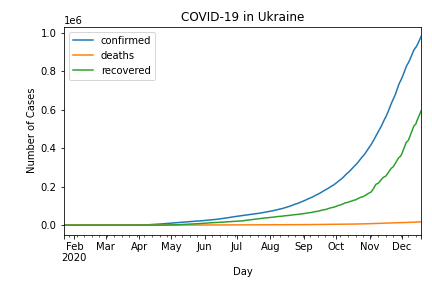 COVID-19 in Ukraine
1e6
confirmed
deaths
recovered
Number of Cases
1.0
0.8
0.6
0.4
0.2
0.0
Feb Mar Apr May Jun Jul Aug Sep Oct Nov Dec
2020
Day